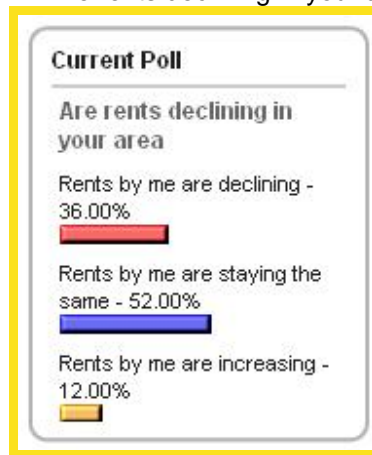 Current Poll
Are rents declining in
your area
Rents by me are declining -
36.00%
Rents by me are staying the
same - 52.00%
Rents by me are increasing -
12.00%